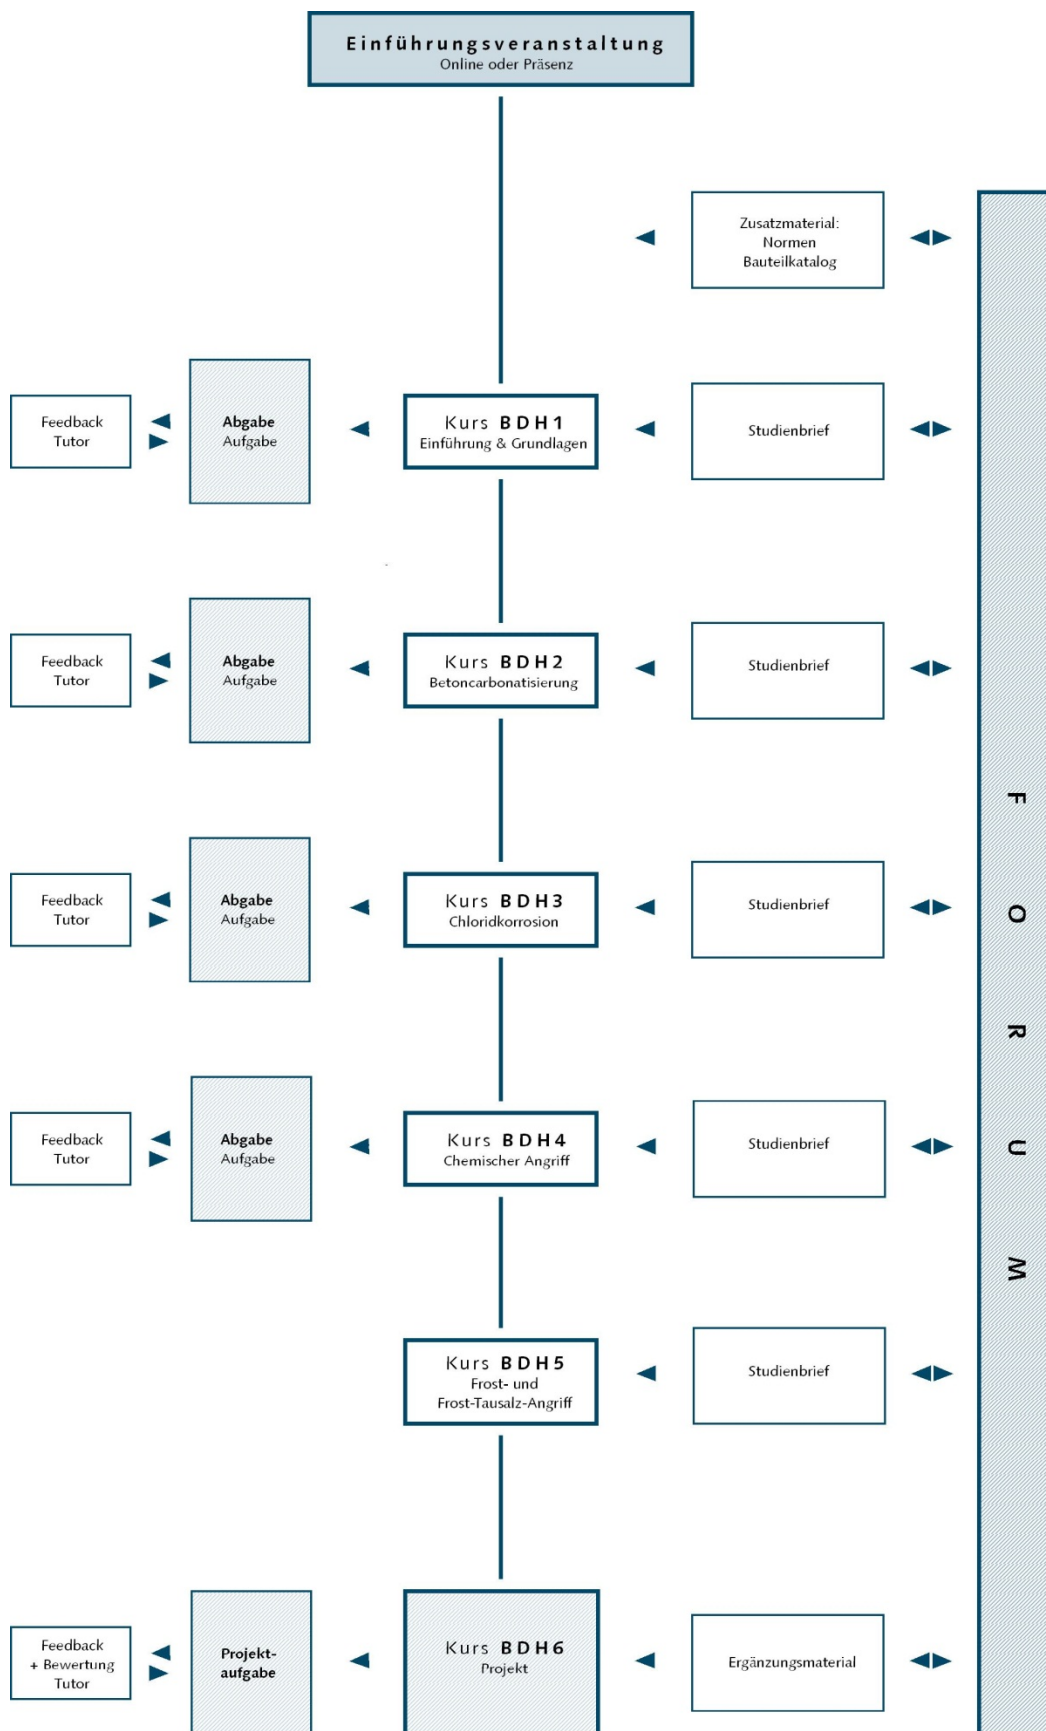 Einführungsveranstaltung
Online oder Präsenz
Zusatzmaterial:
Normen
Bauteilkatalog
Feedback
Tutor
Abgabe
Aufgabe
Kurs BDH1
Einführung & Grundlagen
Studienbrief
Feedback
Tutor
Abgabe
Aufgabe
Kurs BDH2
Betoncarbonatisierung
Studienbrief
Feedback
Tutor
Abgabe
Aufgabe
Kurs BDH3
Chloridkorrosion
Studienbrief
Feedback
Tutor
Abgabe
Aufgabe
Kurs BDH4
Chemischer Angriff
Studienbrief
Kurs BDH5
Frost- und
Frost-Tausalz-Angriff
Studienbrief
Feedback
+ Bewertung
Tutor
Projekt-
aufgabe
Kurs BDH6
Projekt
Ergänzungsmaterial
FORUM